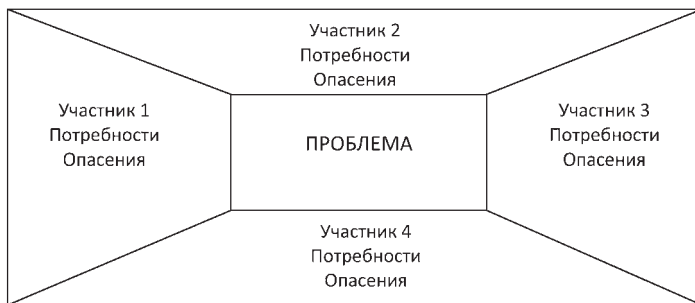 Участник 2
Потребности
Опасения
Участник 1
Потребности
Опасения
ПРОБЛЕМА
Участник 3
Потребности
Опасения
Участник 4
Потребности
Опасения